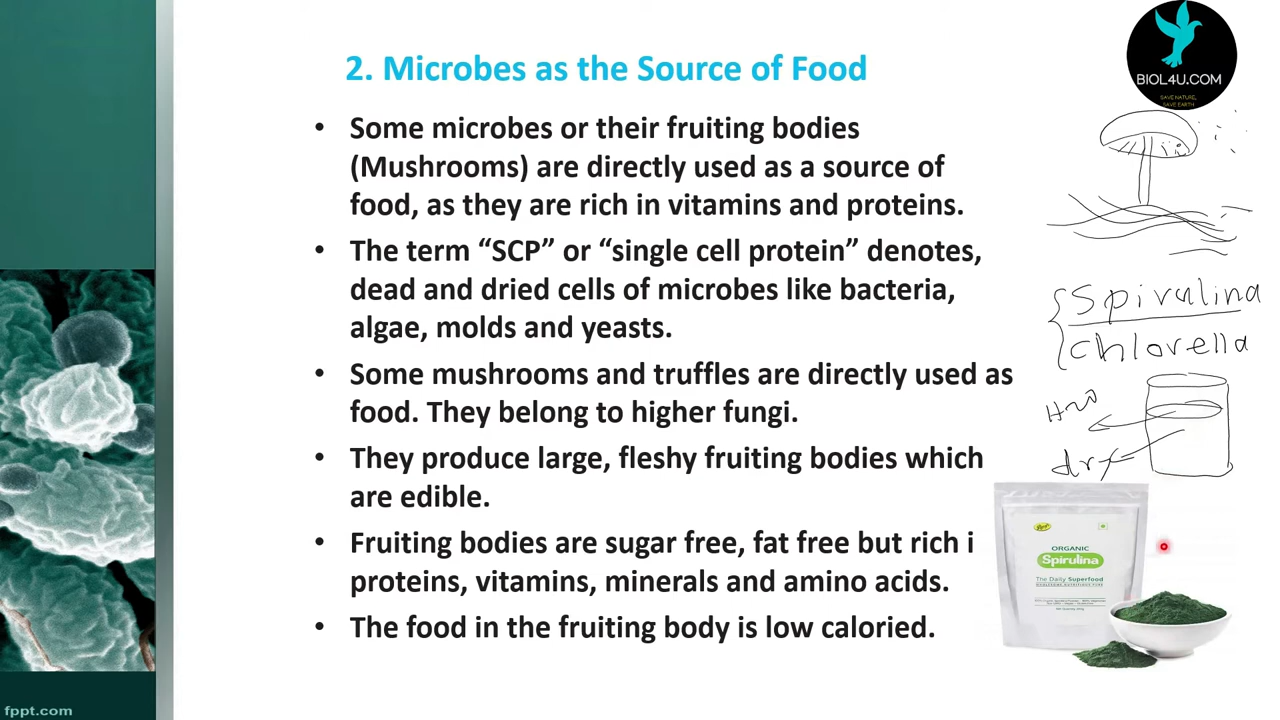 2. Microbes as the Source of Food
BIOL4U.COM
SAVE NATURE,
SAVE EARTH
• Some microbes or their fruiting bodies
(Mushrooms) are directly used as a source of
food, as they are rich in vitamins and proteins.
• The term “SCP” or “single cell protein” denotes,
dead and dried cells of microbes like bacteria,
algae, molds and yeasts.
• Some mushrooms and truffles are directly used as
food. They belong to higher fungi.
• They produce large, fleshy fruiting bodies which
are edible.
• Fruiting bodies are sugar free, fat free but rich i
proteins, vitamins, minerals and amino acids.
• The food in the fruiting body is low caloried.
Spirulina
Chlorella
H2O
dry
ORGANIC
Spirulina
The Daily Superfood
fppt.com